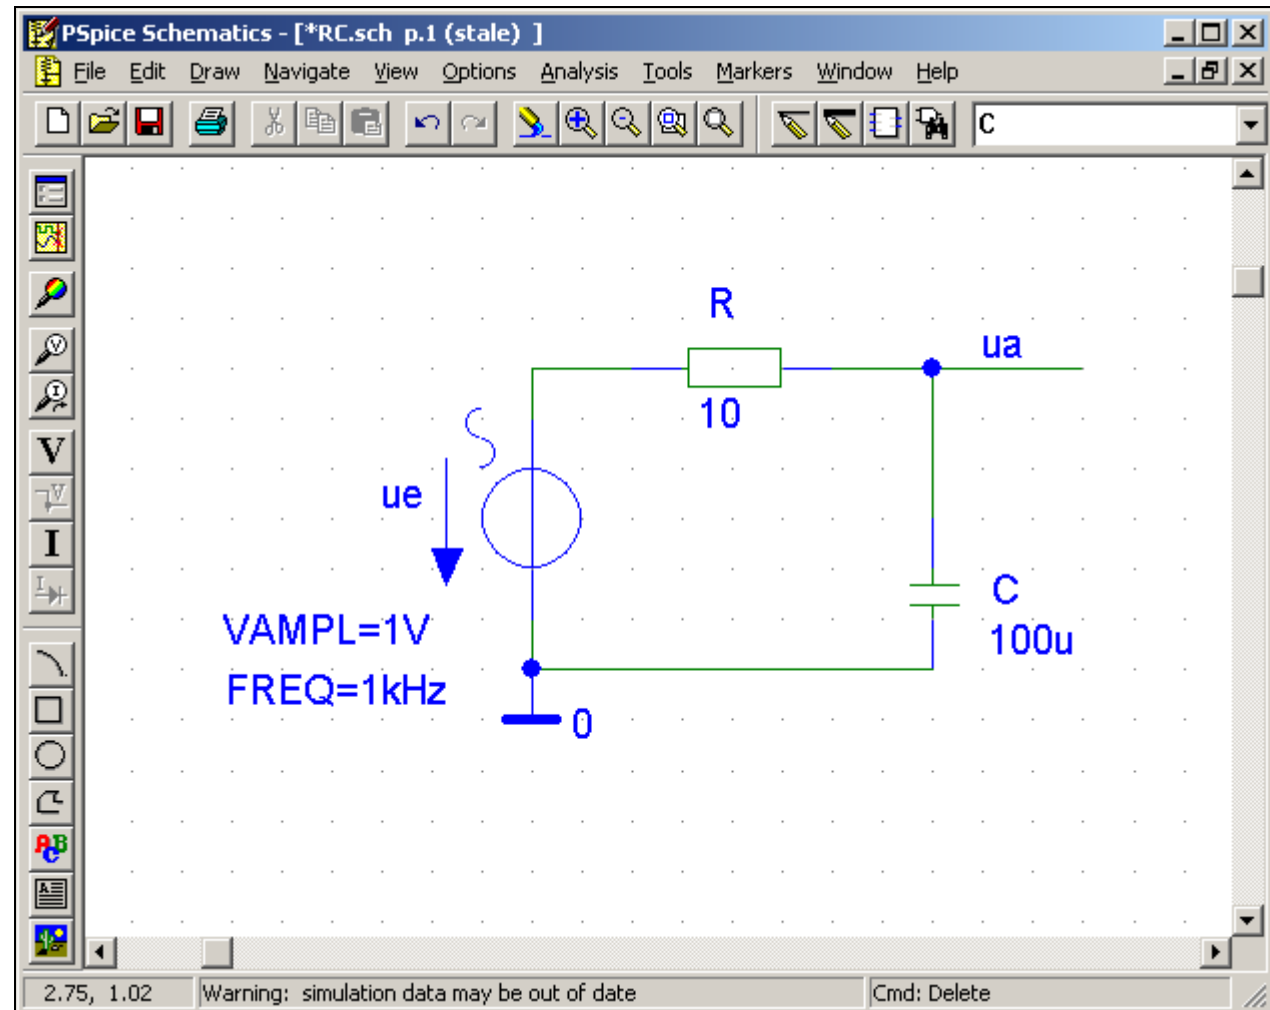 PSpice Schematics - [*RC.sch p.1 (stale) ]
File Edit Draw Navigate View Options Analysis Tools Markers Window Help
C
R
ua
10
ue
C
100u
VAMPL=1V
FREQ=1kHz
0
V
I
2.75, 1.02 Warning: simulation data may be out of date Cmd: Delete